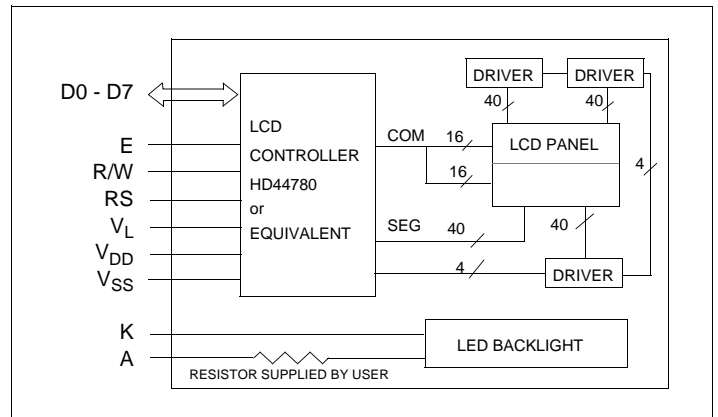 D0 - D7
E
R/W
RS
VL
VDD
VSS
K
A
LCD
CONTROLLER
HD44780
or
EQUIVALENT
COM
16
16
SEG
40
4
DRIVER
DRIVER
40
40
LCD PANEL
4
40
DRIVER
LED BACKLIGHT
RESISTOR SUPPLIED BY USER